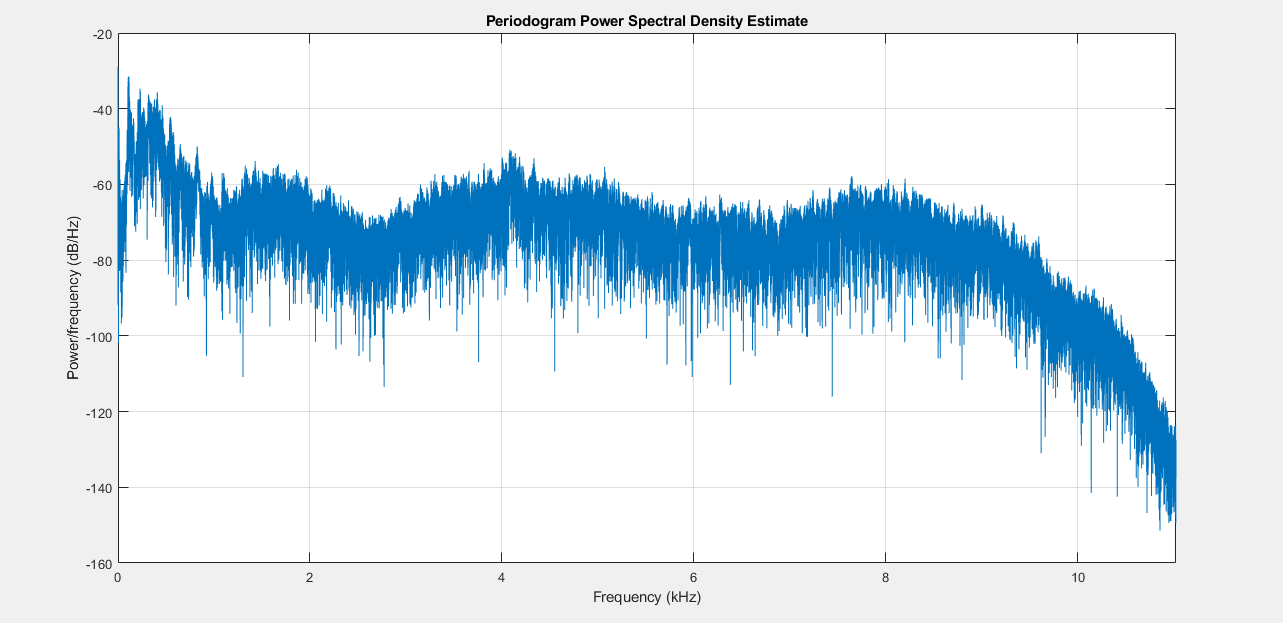 Periodogram Power Spectral Density Estimate
-20
-40
-60
-80
-100
-120
-140
-160
Power/frequency (dB/Hz)
0 2 4 6 8 10
Frequency (kHz)